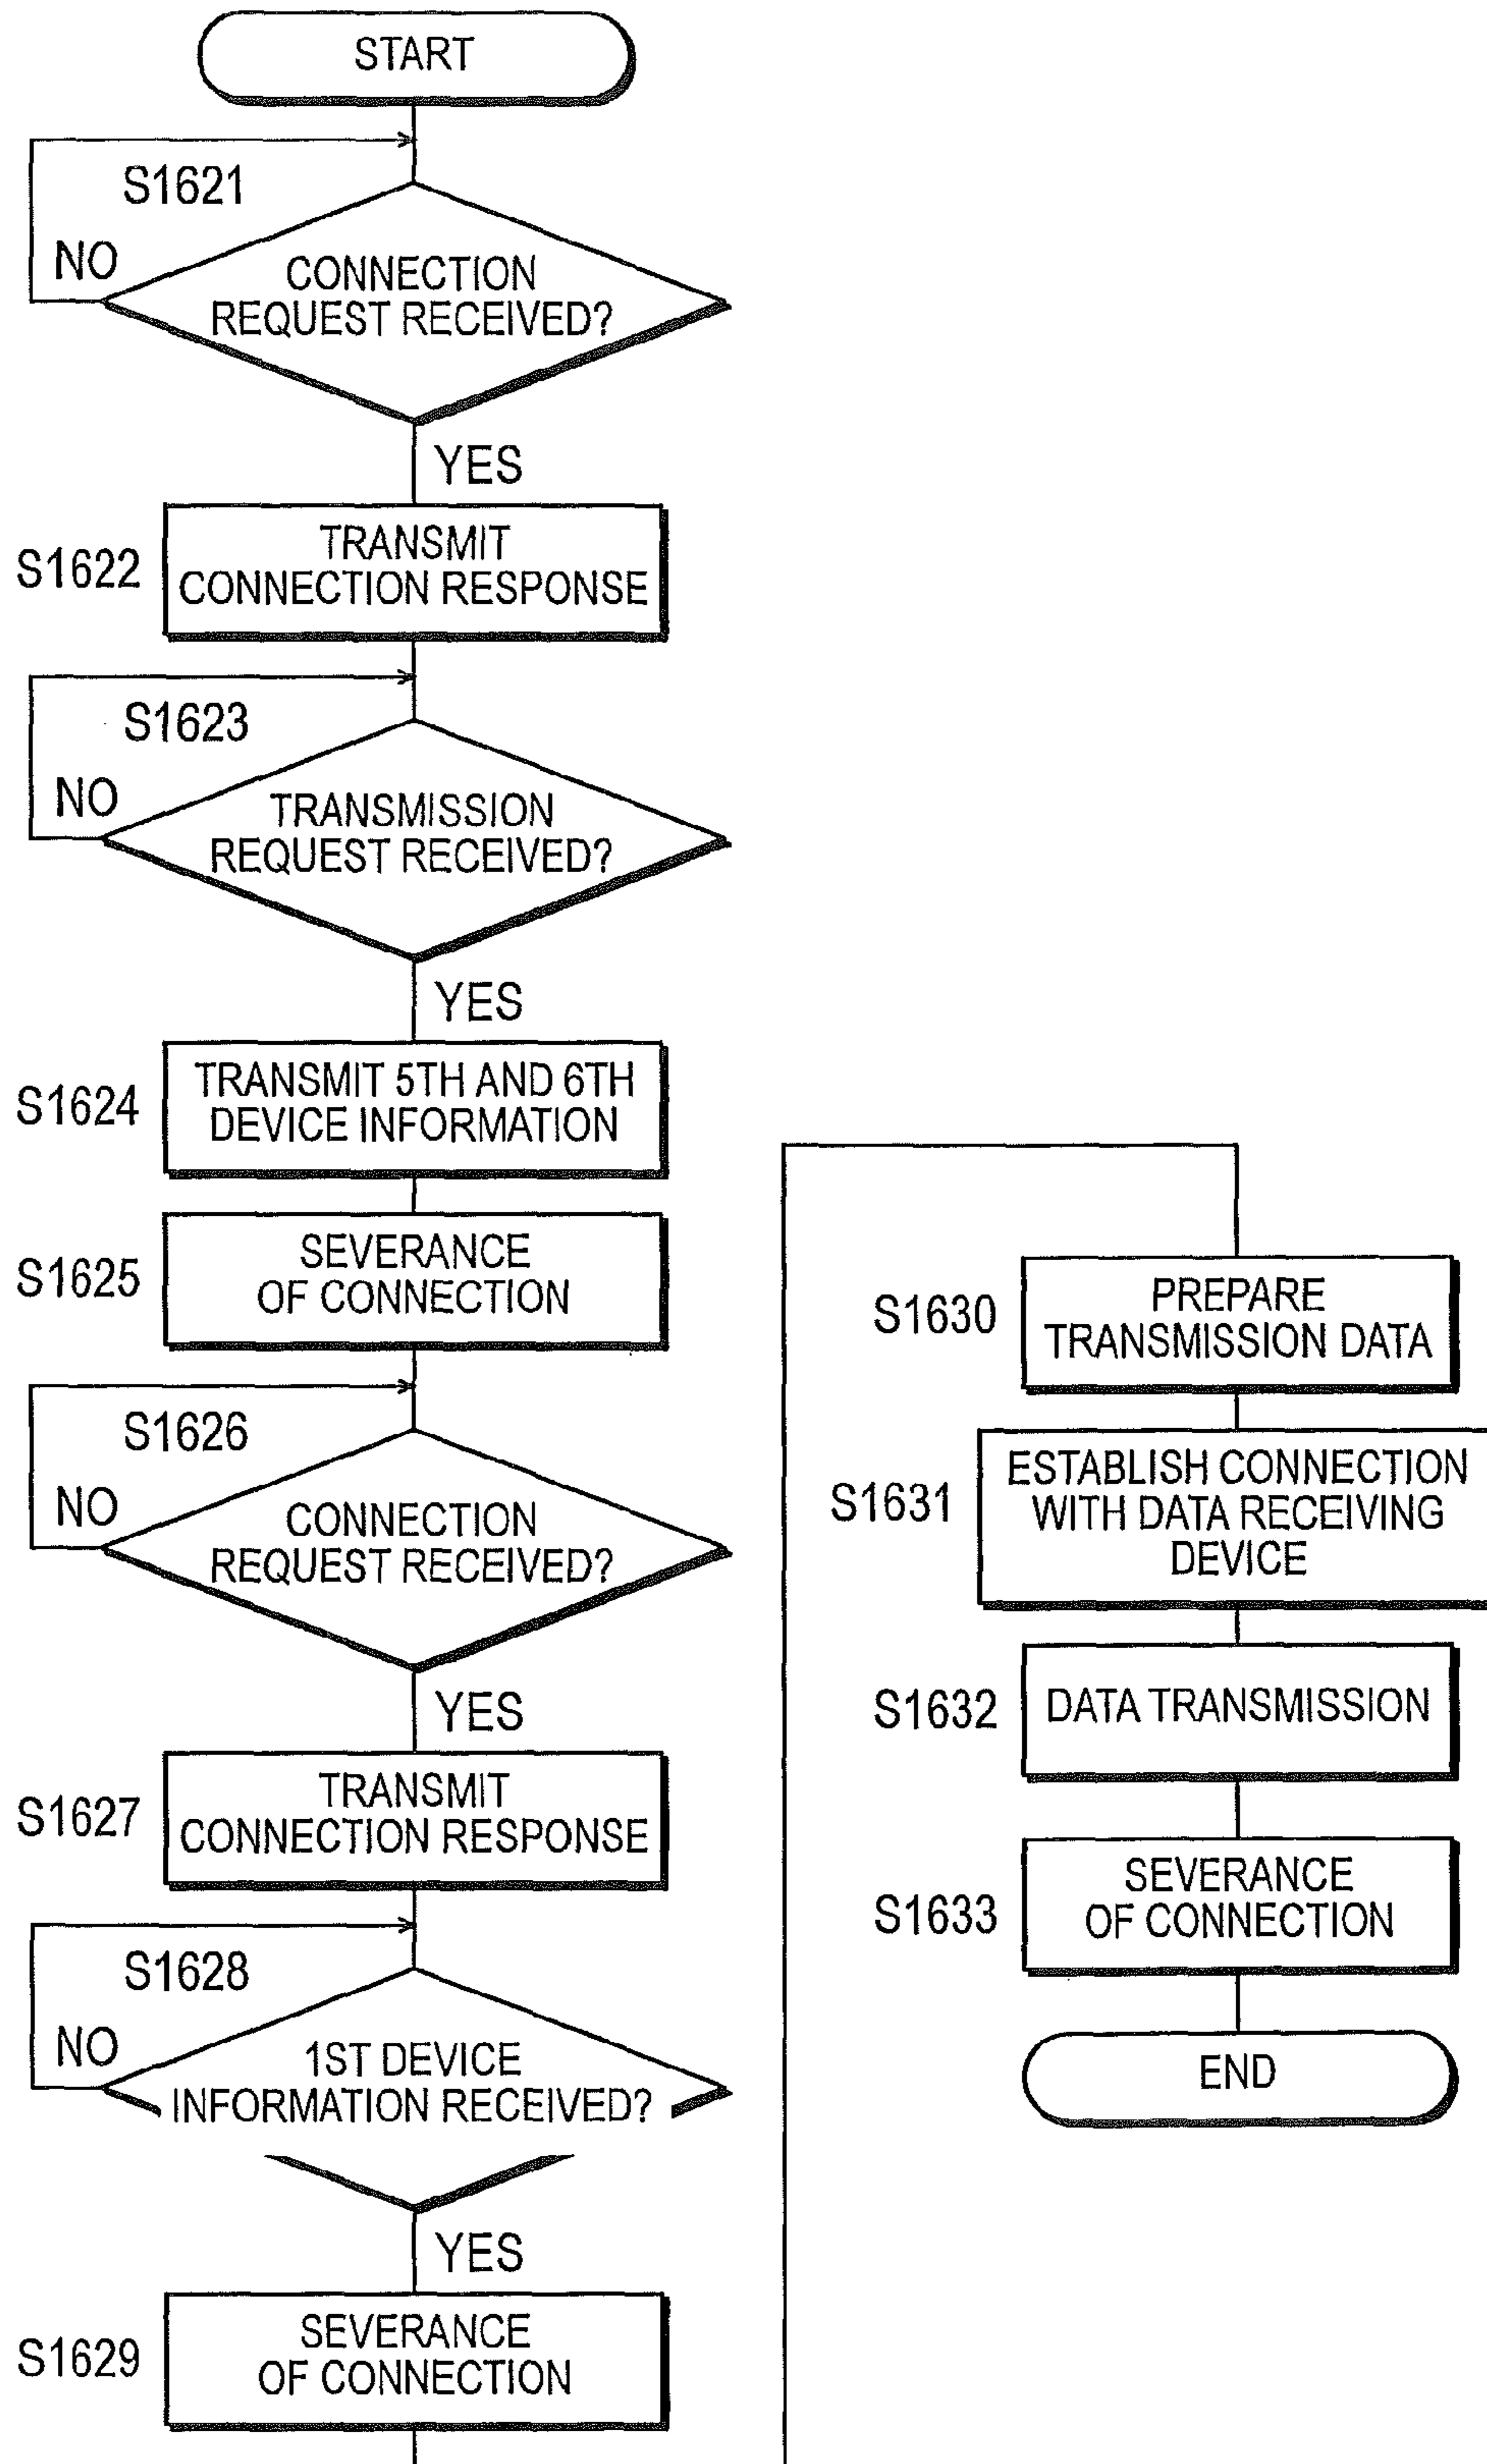 START
S1621
NO
CONNECTION
REQUEST RECEIVED?
YES
S1622
TRANSMIT
CONNECTION RESPONSE
S1623
NO
TRANSMISSION
REQUEST RECEIVED?
YES
S1624
TRANSMIT 5TH AND 6TH
DEVICE INFORMATION
S1625
SEVERANCE
OF CONNECTION
S1626
NO
CONNECTION
REQUEST RECEIVED?
YES
S1627
TRANSMIT
CONNECTION RESPONSE
S1628
NO
1ST DEVICE
INFORMATION RECEIVED?
YES
S1629
SEVERANCE
OF CONNECTION
S1630
PREPARE
TRANSMISSION DATA
S1631
ESTABLISH CONNECTION
WITH DATA RECEIVING
DEVICE
S1632
DATA TRANSMISSION
S1633
SEVERANCE
OF CONNECTION
END